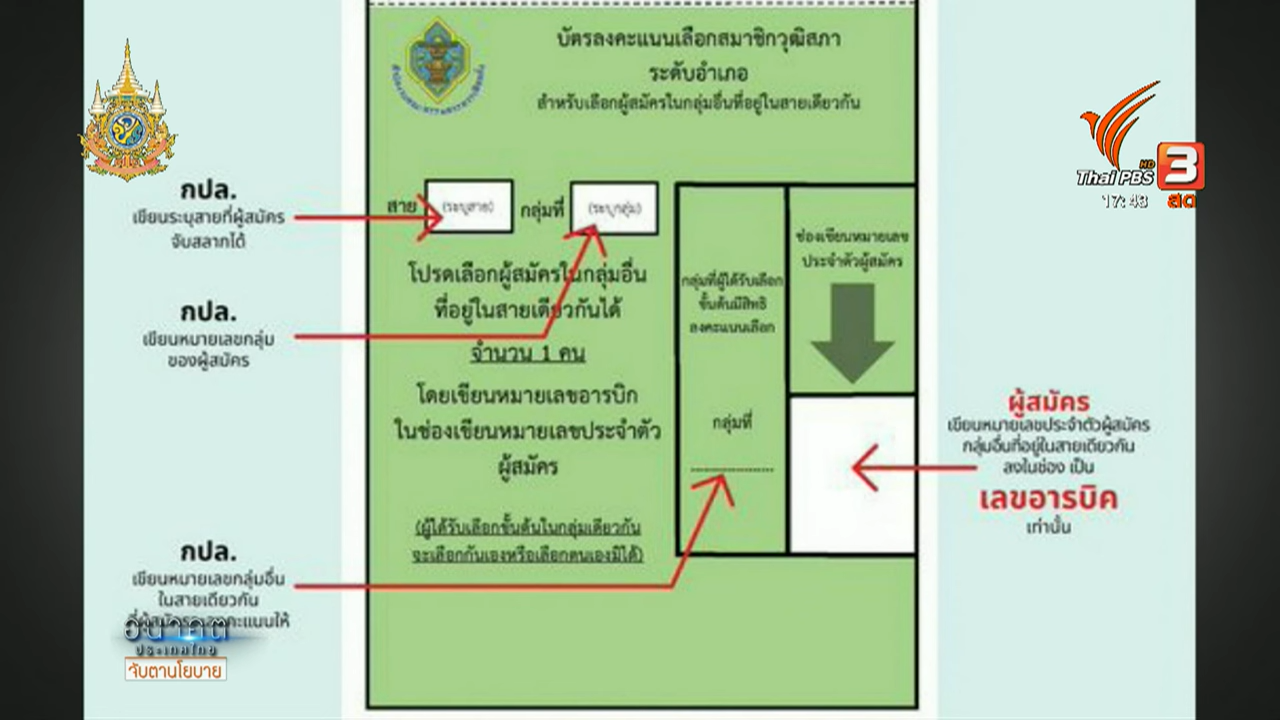 บัตรลงคะแนนเลือกสมาชิกวุฒิสภา
ระดับอำเภอ
สำหรับเลือกผู้สมัครในกลุ่มอื่นที่อยู่ในสายเดียวกัน
Thai PBS HD 3
17:43 สด
กปล.
เขียนระบุสายที่ผู้สมัคร
จับสลากได้
สาย (ระบุสาย) กลุ่มที่ (ระบุกลุ่ม)
กปล.
เขียนหมายเลขกลุ่ม
ของผู้สมัคร
โปรดเลือกผู้สมัครในกลุ่มอื่น
ที่อยู่ในสายเดียวกันได้
จำนวน 1 คน
โดยเขียนหมายเลขอารบิก
ในช่องเขียนหมายเลขประจำตัว
ผู้สมัคร
(ผู้ได้รับเลือกขั้นต้นในกลุ่มเดียวกัน
จะเลือกกันเองหรือเลือกตนเองมิได้)
กลุ่มที่ผู้ได้รับเลือก
ขั้นต้นมีสิทธิ
ลงคะแนนเลือก
กลุ่มที่
ช่องเขียนหมายเลข
ประจำตัวผู้สมัคร
ผู้สมัคร
เขียนหมายเลขประจำตัวผู้สมัคร
กลุ่มอื่นที่อยู่ในสายเดียวกัน
ลงในช่อง เป็น
เลขอารบิค
เท่านั้น
กปล.
เขียนหมายเลขกลุ่มอื่น
ในสายเดียวกัน
อนาคต
ประเทศไทย
จับตานโยบาย